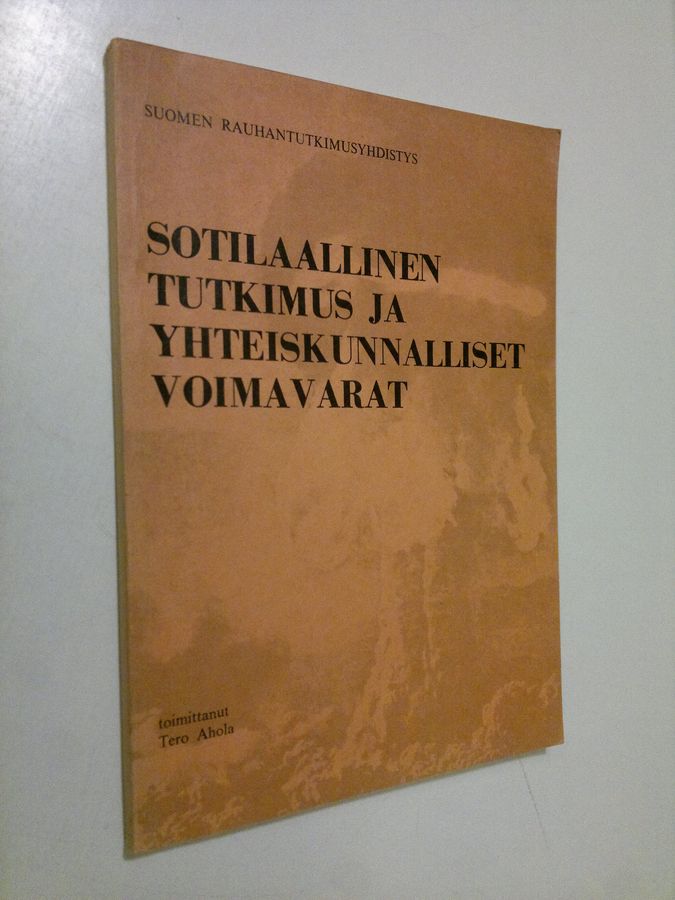 SUOMEN RAUHANTUTKIMUSYHDISTYS
SOTILAALLINEN
TUTKIMUS JA
YHTEISKUNNALLISET
VOIMAVARAT
toimittanut
Tero Ahola